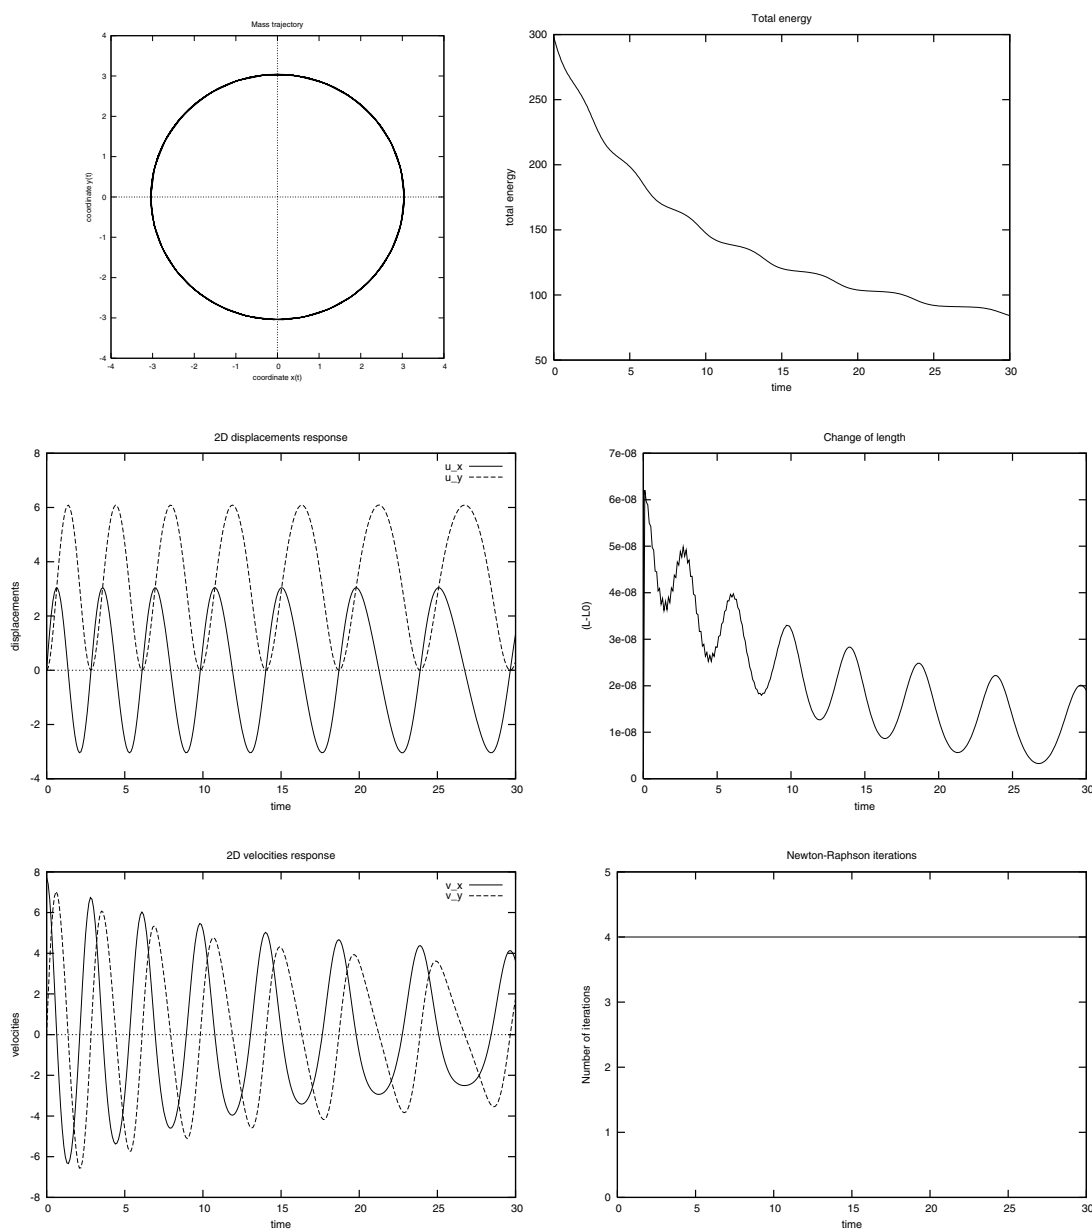 Mass trajectory
4
3
2
1
0
-1
-2
-3
-4
coordinate y(t)
-4 -3 -2 -1 0 1 2 3 4
coordinate x(t)
Total energy
300
250
200
150
100
50
total energy
0 5 10 15 20 25 30
time
2D displacements response
8
6
4
2
0
-2
-4
displacements
u_x
u_y
0 5 10 15 20 25 30
time
Change of length
7e-08
6e-08
5e-08
4e-08
3e-08
2e-08
1e-08
0
(L-L0)
0 5 10 15 20 25 30
time
2D velocities response
8
6
4
2
0
-2
-4
-6
-8
velocities
v_x
v_y
0 5 10 15 20 25 30
time
Newton-Raphson iterations
5
4
3
2
1
0
Number of iterations
0 5 10 15 20 25 30
time